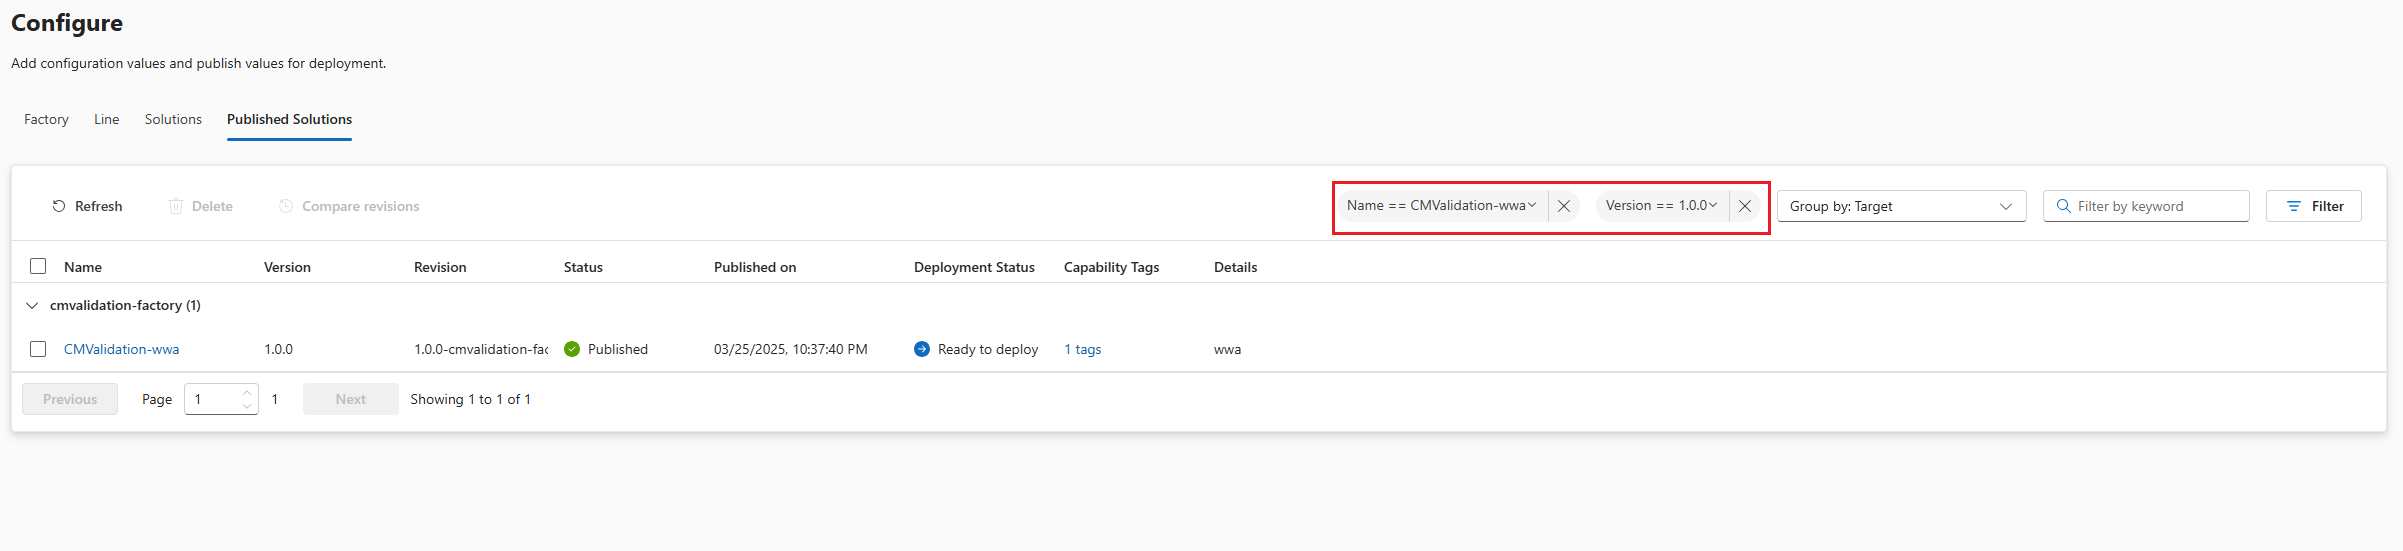 Configure
Add configuration values and publish values for deployment.
Factory Line Solutions Published Solutions
Refresh Delete Compare revisions Name == CMValidation-wwa Version == 1.0.0 Group by: Target Filter by keyword Filter
Name Version Revision Status Published on Deployment Status Capability Tags Details
cmvalidation-factory (1)
CMValidation-wwa 1.0.0 1.0.0-cmvalidation-fac Published 03/25/2025, 10:37:40 PM Ready to deploy 1 tags wwa
Previous Page 1 1 Next Showing 1 to 1 of 1